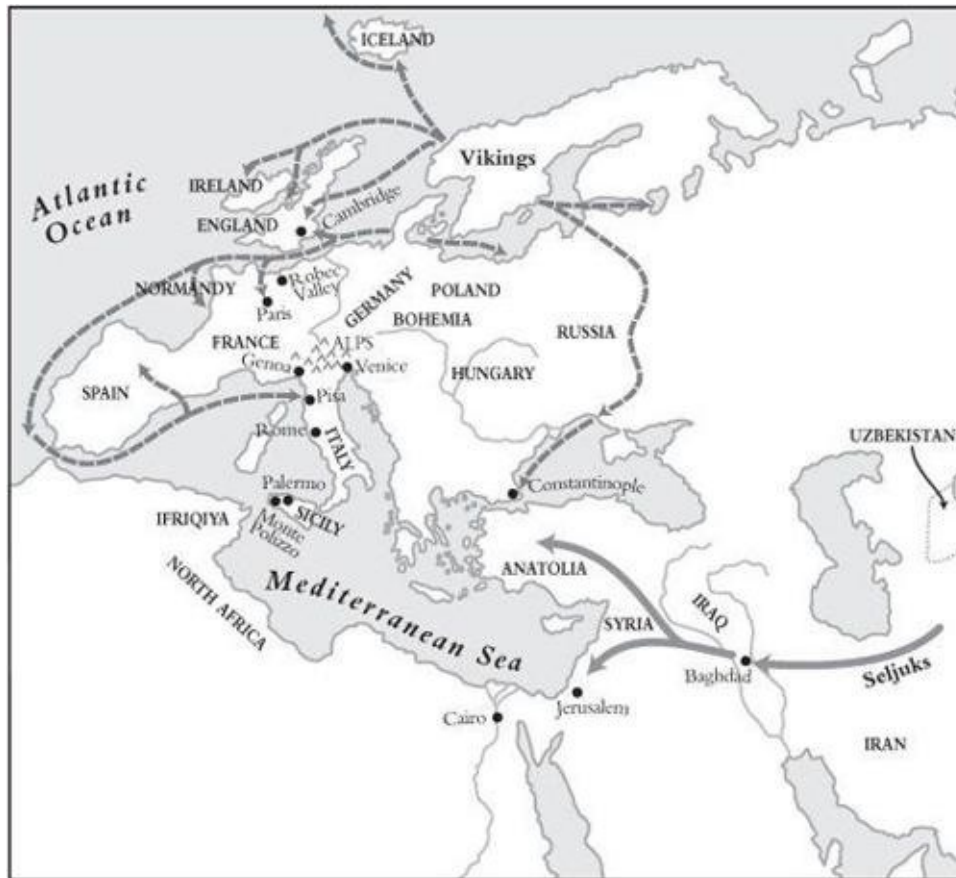 ICELAND
Vikings
Atlantic
Ocean
IRELAND
ENGLAND
Cambridge
NORMANDY
Robec
Valley
Paris
GERMANY
POLAND
BOHEMIA
RUSSIA
FRANCE
ALPS
Genoa
Venice
HUNGARY
SPAIN
Pisa
Rome
ITALY
UZBEKISTAN
Palermo
SICILY
Monte
Polizzo
Constantinople
IFRIQIYA
NORTH AFRICA
ANATOLIA
Mediterranean Sea
SYRIA
IRAQ
Baghdad
Seljuks
Jerusalem
Cairo
IRAN